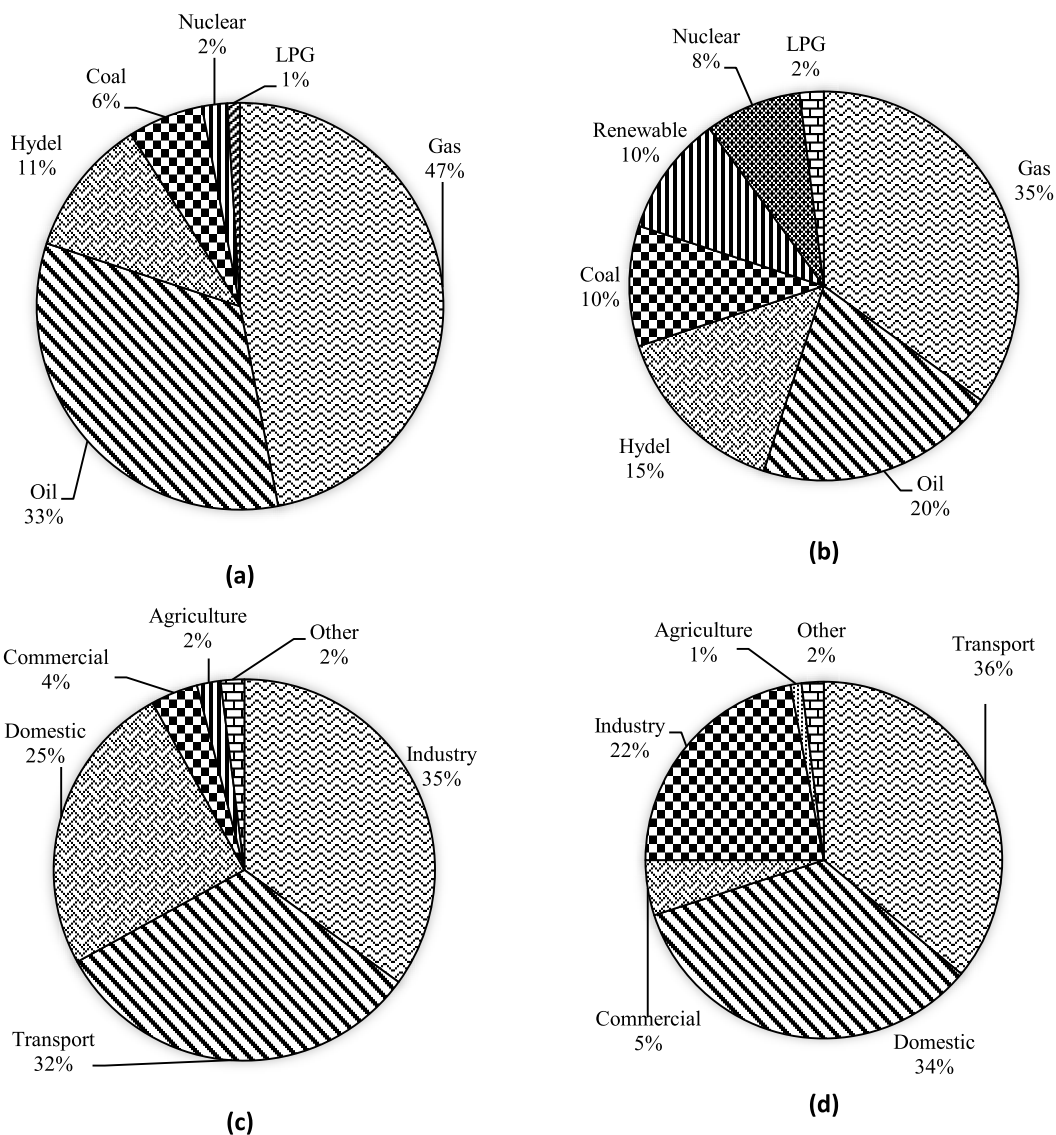 Nuclear
2%
LPG
1%
Coal
6%
Hydel
11%
Gas
47%
Oil
33%
(a)
Nuclear
8%
LPG
2%
Renewable
10%
Gas
35%
Coal
10%
Hydel
15%
Oil
20%
(b)
Agriculture
2%
Other
2%
Commercial
4%
Domestic
25%
Industry
35%
Transport
32%
(c)
Agriculture
1%
Other
2%
Transport
36%
Industry
22%
Commercial
5%
Domestic
34%
(d)